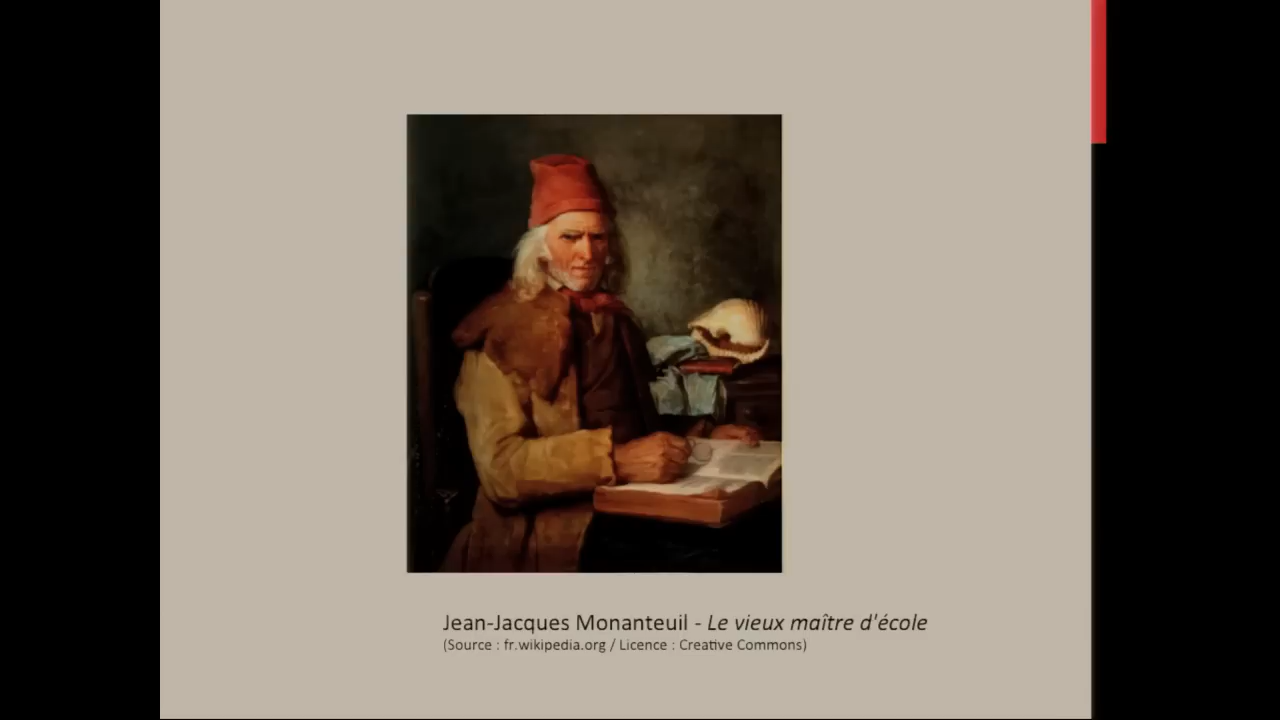 Jean-Jacques Monanteuil - Le vieux maître d'école
(Source : fr.wikipedia.org / Licence : Creative Commons)